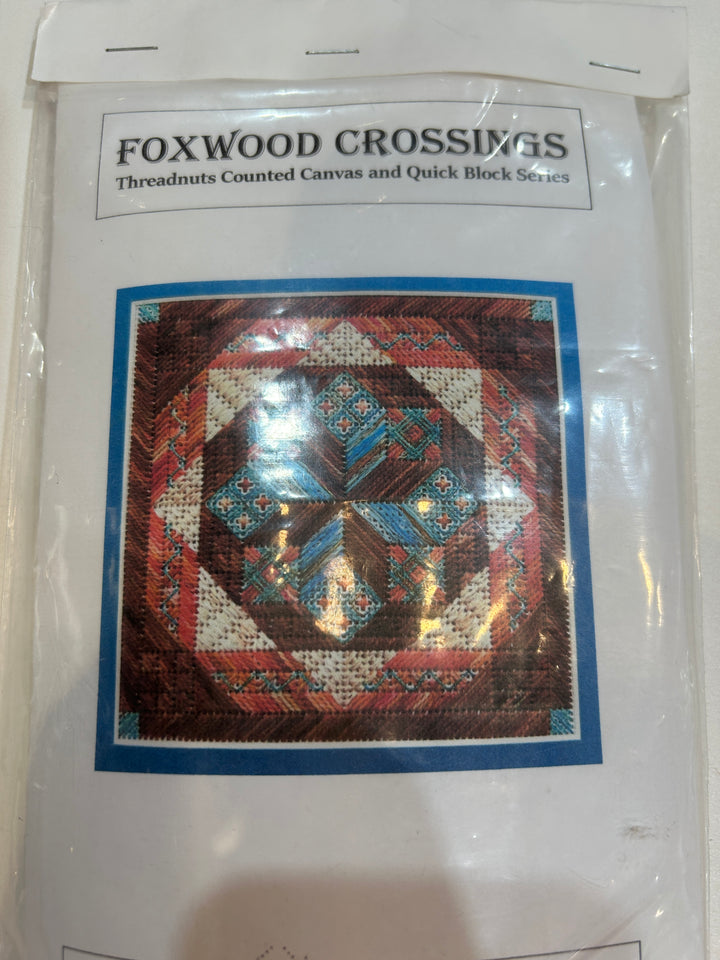 FOXWOOD CROSSINGS
Threadnuts Counted Canvas and Quick Block Series